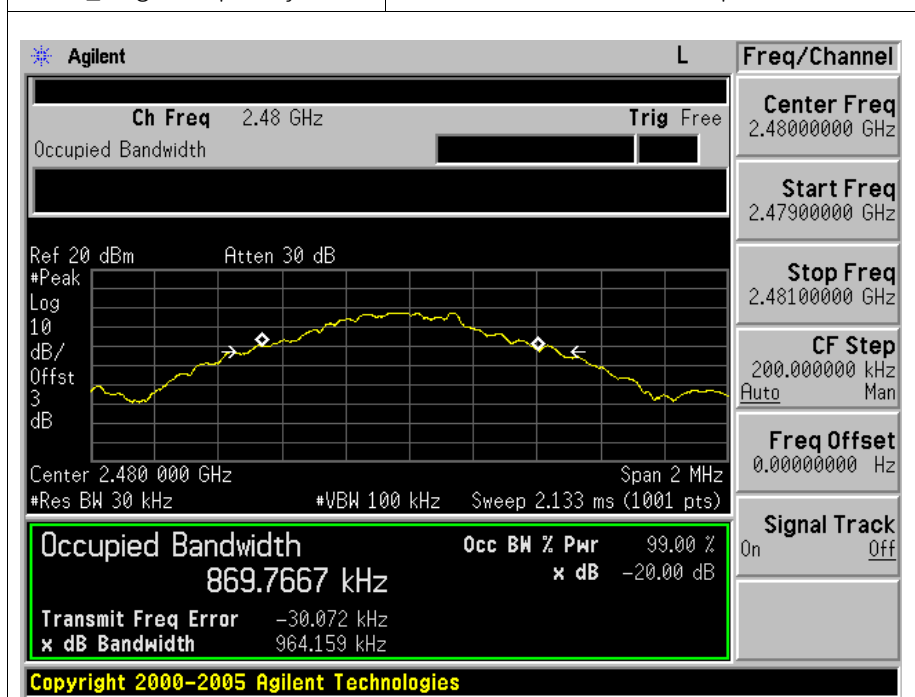 Agilent L Freq/Channel
Ch Freq 2.48 GHz Trig Free
Occupied Bandwidth
Center Freq
2.48000000 GHz
Start Freq
2.47900000 GHz
Stop Freq
2.48100000 GHz
CF Step
200.000000 kHz
Auto Man
Freq Offset
0.00000000 Hz
Signal Track
On Off
Ref 20 dBm Atten 30 dB
#Peak
Log
10
dB/
Offst
3
dB
Center 2.480 000 GHz Span 2 MHz
#Res BW 30 kHz #VBW 100 kHz Sweep 2.133 ms (1001 pts)
Occupied Bandwidth Occ BW % Pwr 99.00 %
869.7667 kHz x dB -20.00 dB
Transmit Freq Error -30.072 kHz
x dB Bandwidth 964.159 kHz
Copyright 2000-2005 Agilent Technologies